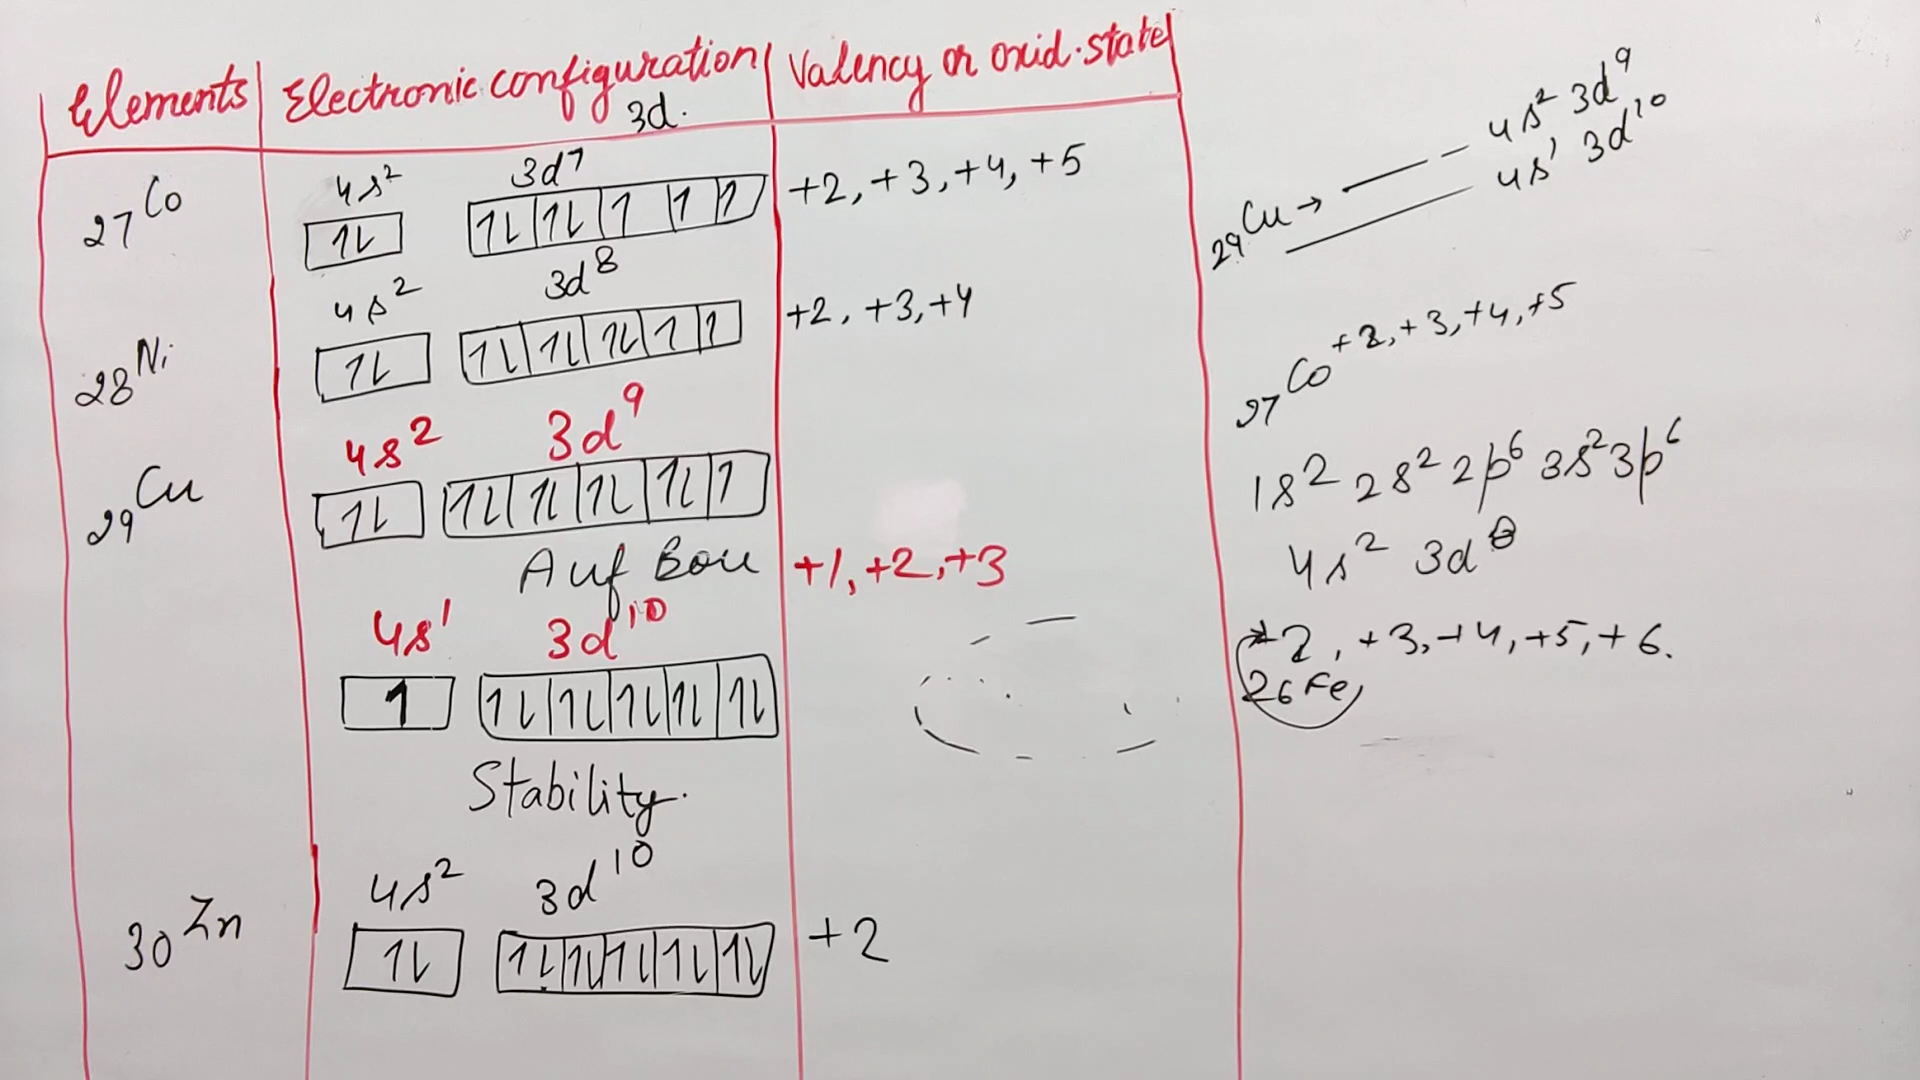 Elements Electronic configuration Valency or oxid.state
3d.
27Co 4s² 3d⁷ +2, +3, +4, +5
1L 1L 1L 1 1 1
28Ni 4s² 3d⁸ +2, +3, +4
1L 1L 1L 1L 1 1
29Cu 4s² 3d⁹
1L 1L 1L 1L 1L 1
Auf Bau +1, +2, +3
4s¹ 3d¹⁰
1 1L 1L 1L 1L 1L
Stability.
30Zn 4s² 3d¹⁰ +2
1L 1L 1L 1L 1L 1L
4s² 3d⁹
29Cu → 4s¹ 3d¹⁰
27Co +2, +3, +4, +5
1s² 2s² 2p⁶ 3s² 3p⁶
4s² 3d
+2, +3, +4, +5, +6.
26Fe,